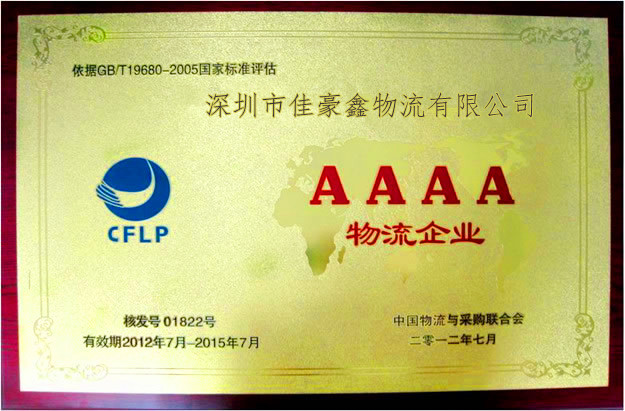 依据GB/T19680-2005国家标准评估
深圳市佳豪鑫物流有限公司
AAAA
CFLP
物流企业
核发号 01822号
中国物流与采购联合会
有效期2012年7月-2015年7月
二零一二年七月